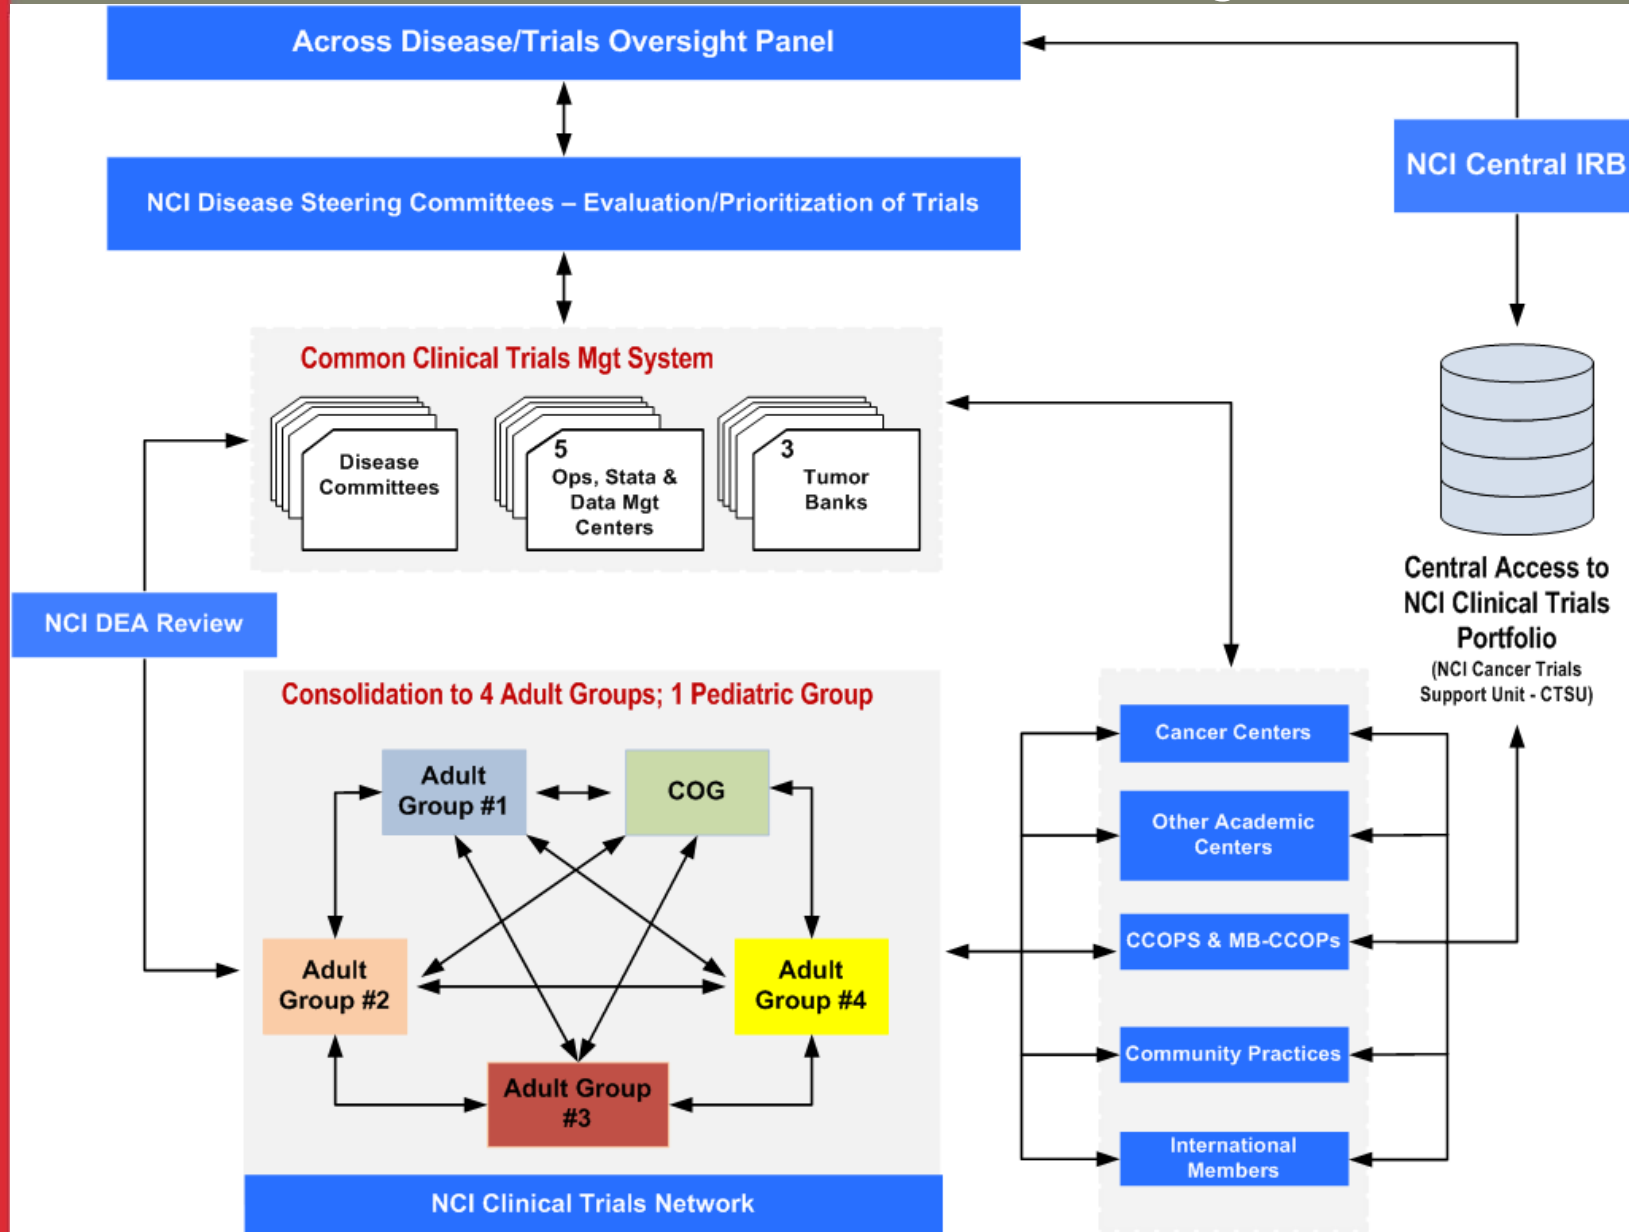 Across Disease/Trials Oversight Panel
NCI Central IRB
NCI Disease Steering Committees – Evaluation/Prioritization of Trials
Common Clinical Trials Mgt System
Disease
Committees
5
Ops, Stata &
Data Mgt
Centers
3
Tumor
Banks
Central Access to
NCI Clinical Trials
Portfolio
(NCI Cancer Trials
Support Unit - CTSU)
NCI DEA Review
Consolidation to 4 Adult Groups; 1 Pediatric Group
Adult
Group #1
COG
Adult
Group #2
Adult
Group #4
Adult Group
#3
NCI Clinical Trials Network
Cancer Centers
Other Academic
Centers
CCOPS & MB-CCOPs
Community Practices
International
Members